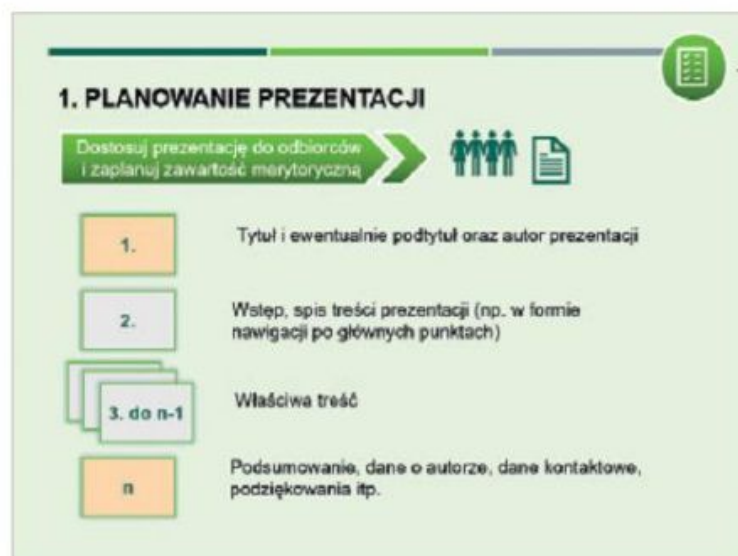 1. PLANOWANIE PREZENTACJI
Dostosuj prezentację do odbiorców
i zaplanuj zawartość merytoryczną
1.
Tytuł i ewentualnie podtytuł oraz autor prezentacji
2.
Wstęp, spis treści prezentacji (np. w formie
nawigacji po głównych punktach)
3. do n-1
Właściwa treść
n
Podsumowanie, dane o autorze, dane kontaktowe,
podziękowania itp.